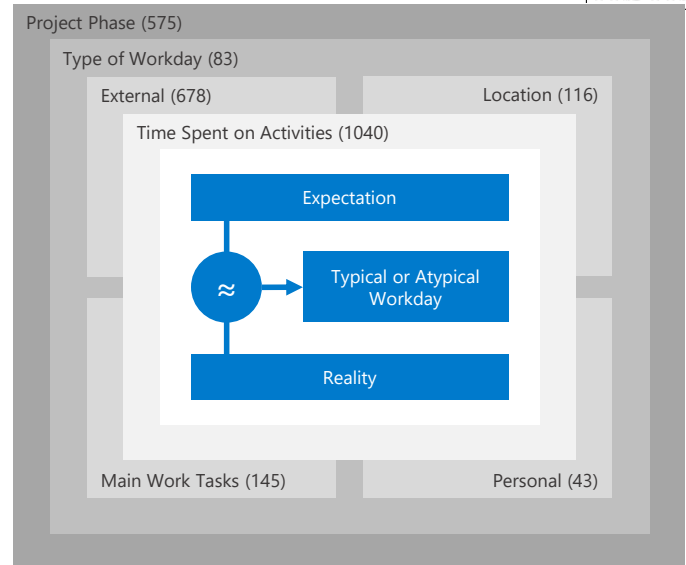 Project Phase (575)
Type of Workday (83)
External (678)
Location (116)
Time Spent on Activities (1040)
Expectation
≈
Typical or Atypical
Workday
Reality
Main Work Tasks (145)
Personal (43)